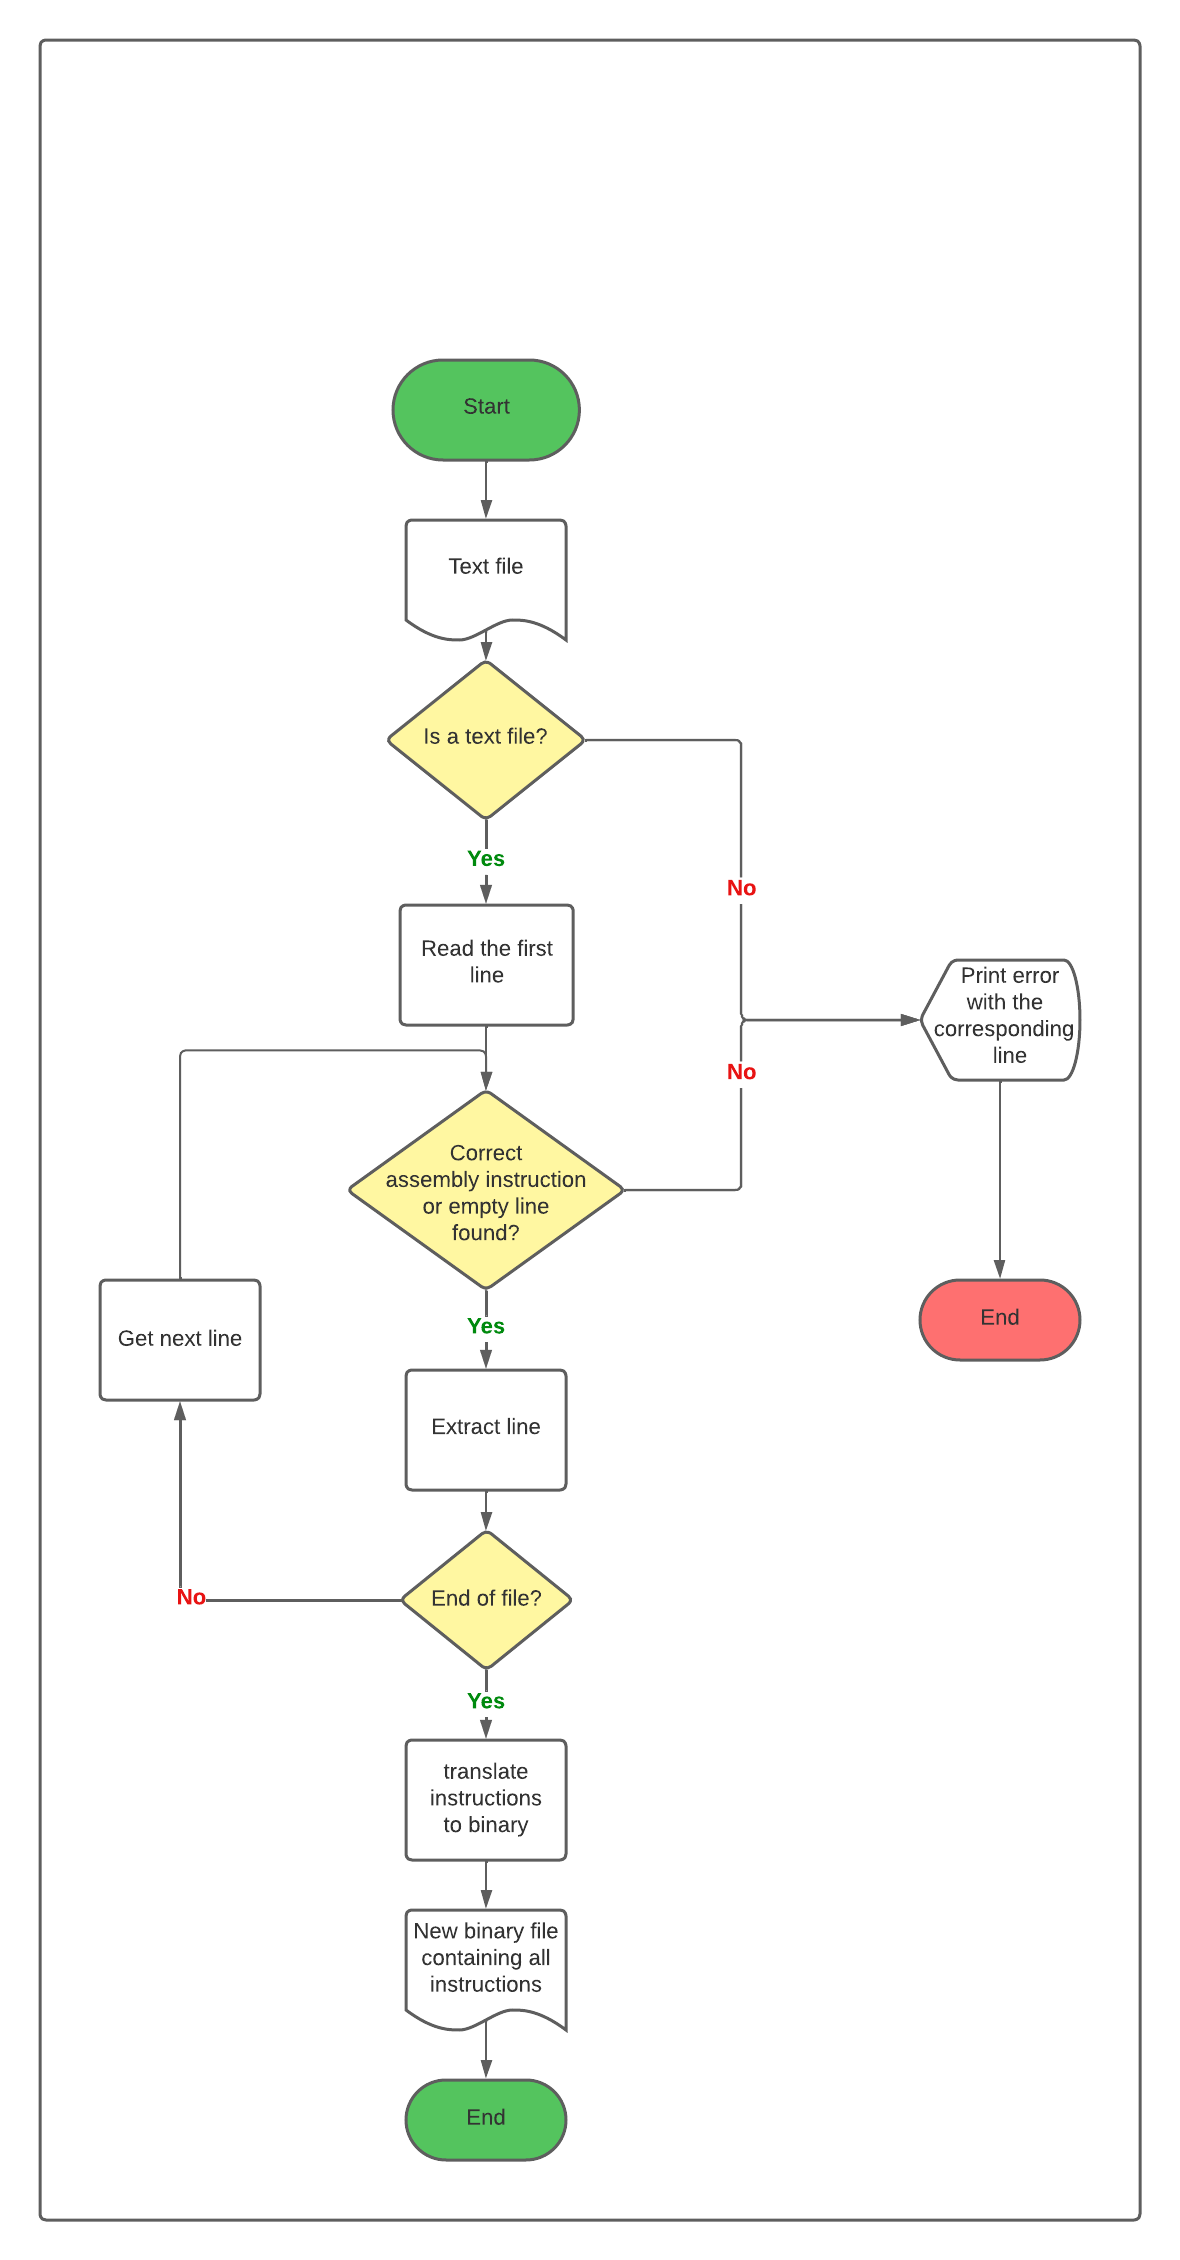 Start
Text file
Is a text file?
Yes
No
Read the first
line
Print error
with the
corresponding
line
No
Correct
assembly instruction
or empty line
found?
End
Yes
Get next line
Extract line
End of file?
No
Yes
translate
instructions
to binary
New binary file
containing all
instructions
End